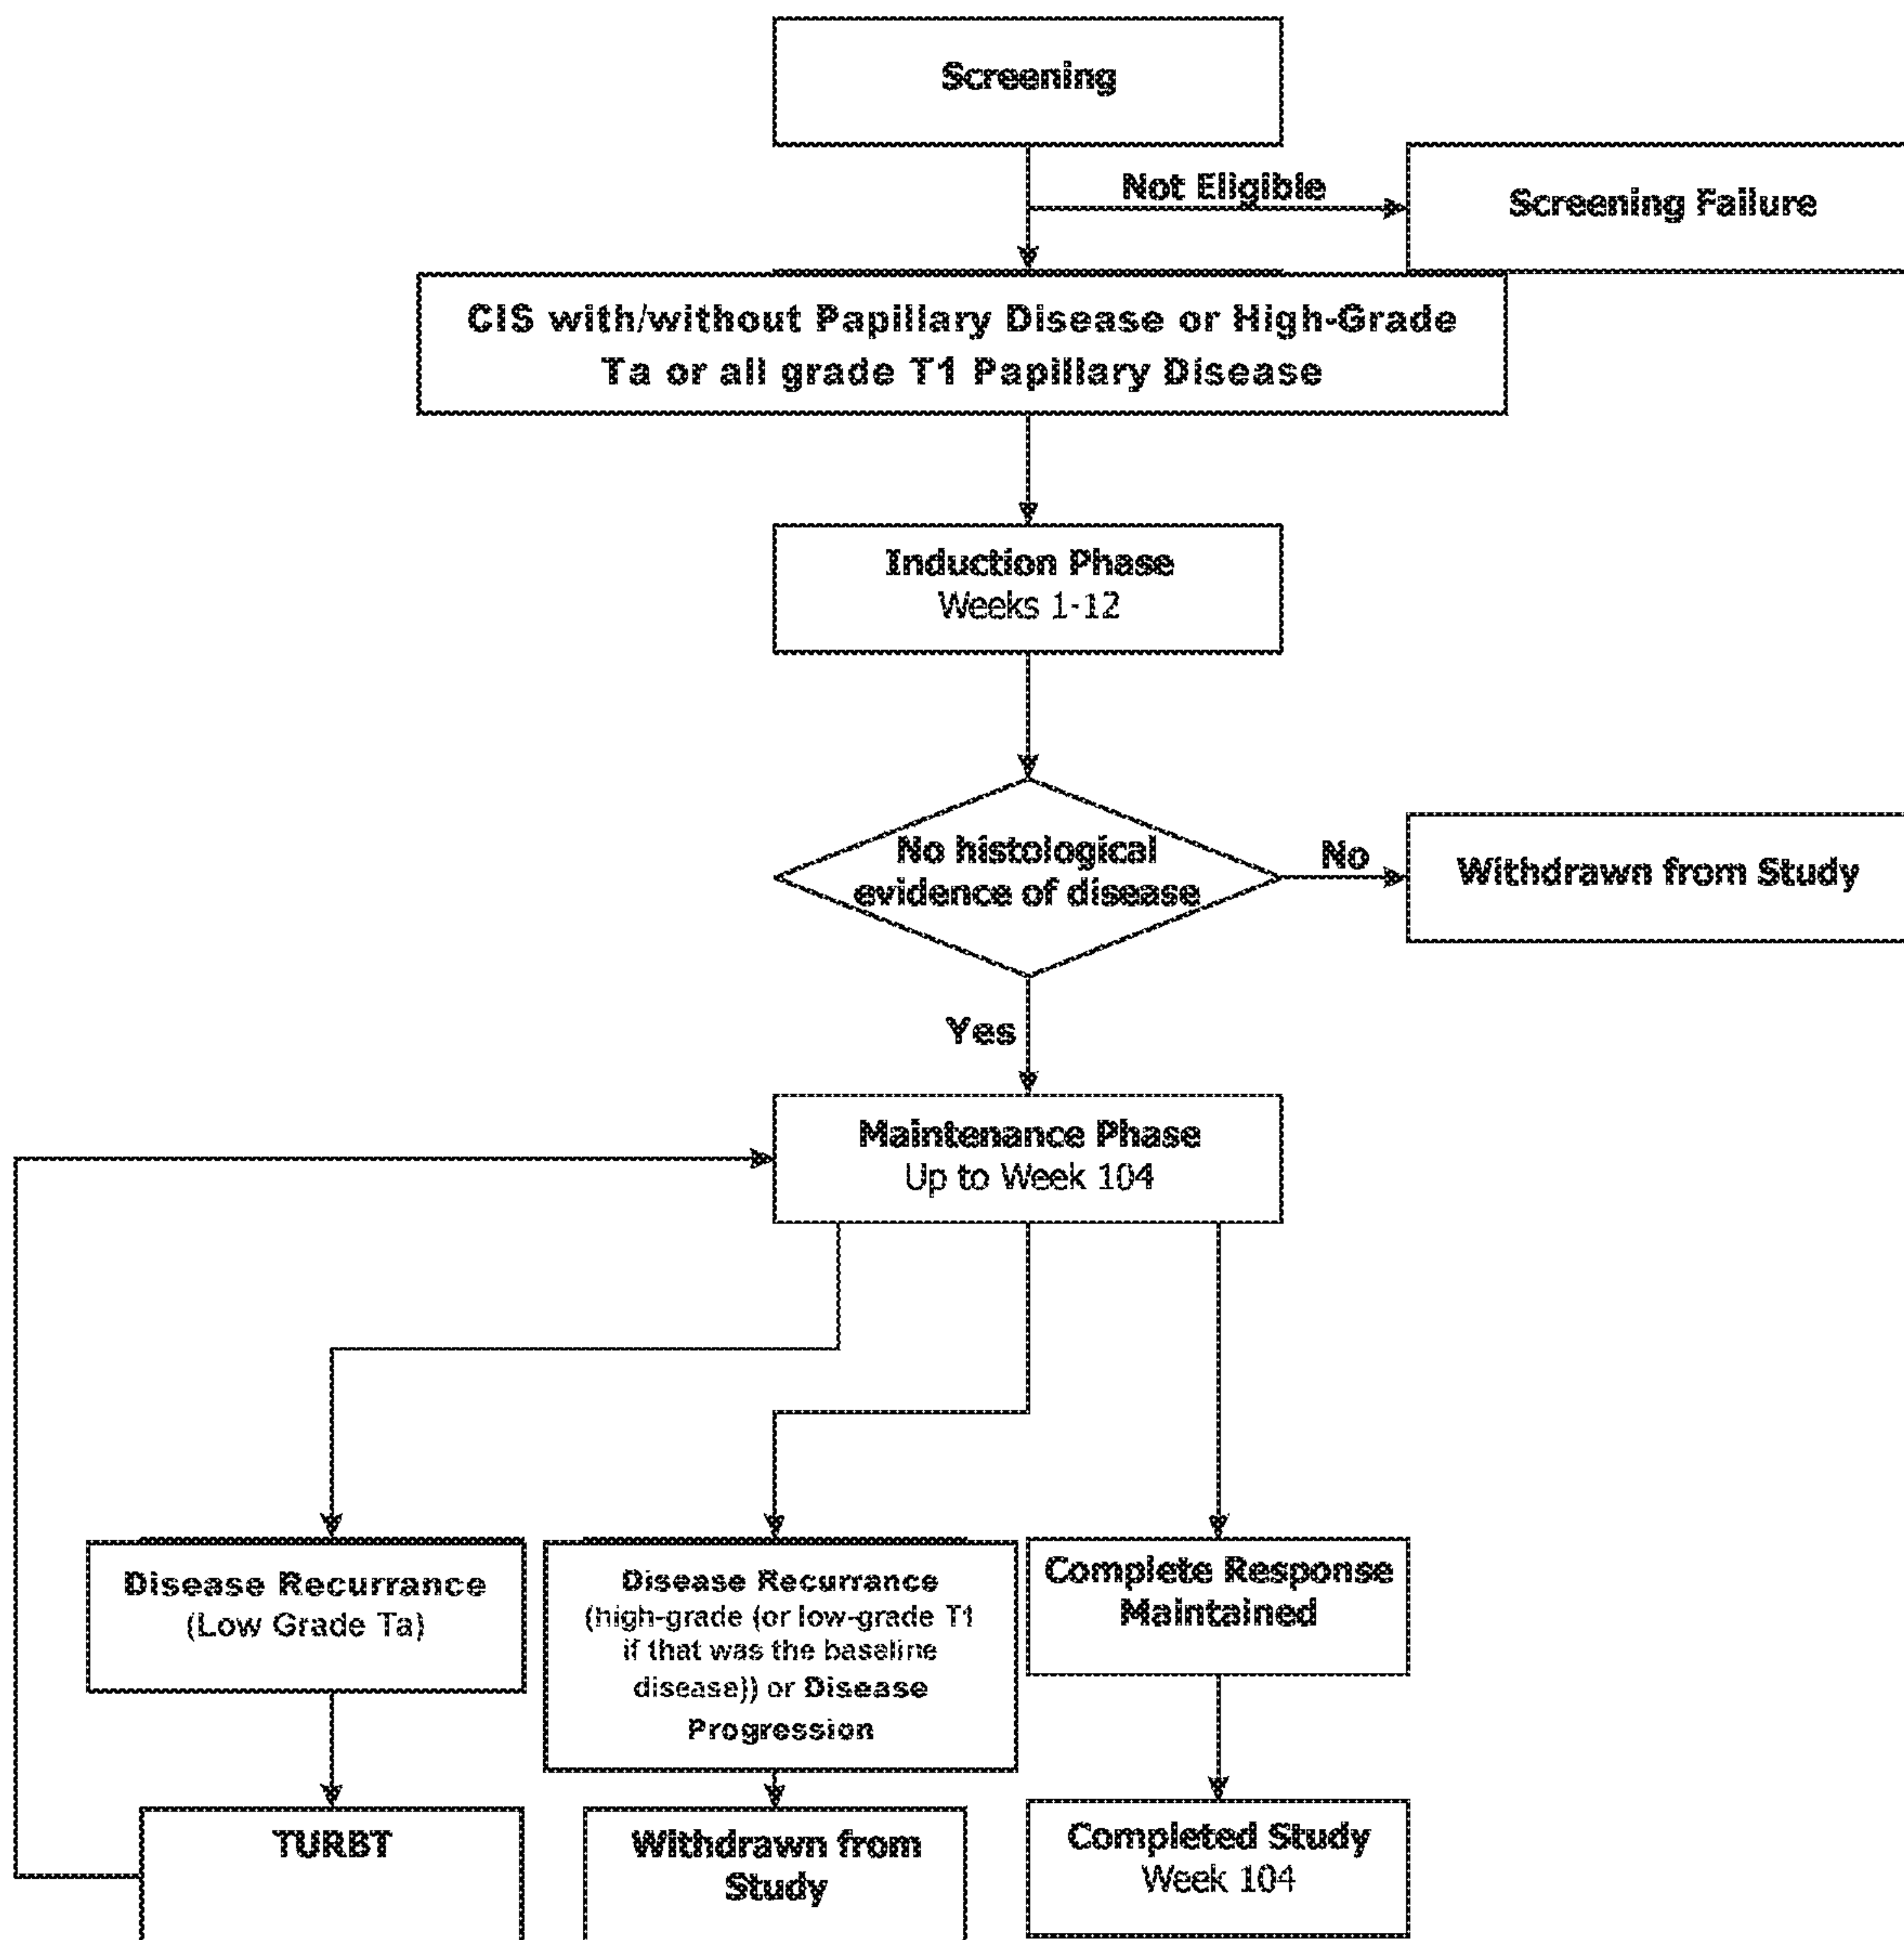 Screening
Not Eligible
Screening Failure
CIS with/without Papillary Disease or High-Grade
Ta or all grade T1 Papillary Disease
Induction Phase
Weeks 1-12
No histological
evidence of disease
No
Withdrawn from Study
Yes
Maintenance Phase
Up to Week 104
Disease Recurrance
(Low Grade Ta)
Disease Recurrance
(high-grade (or low-grade T1
if that was the baseline
disease)) or Disease
Progression
Complete Response
Maintained
TURBT
Withdrawn from
Study
Completed Study
Week 104